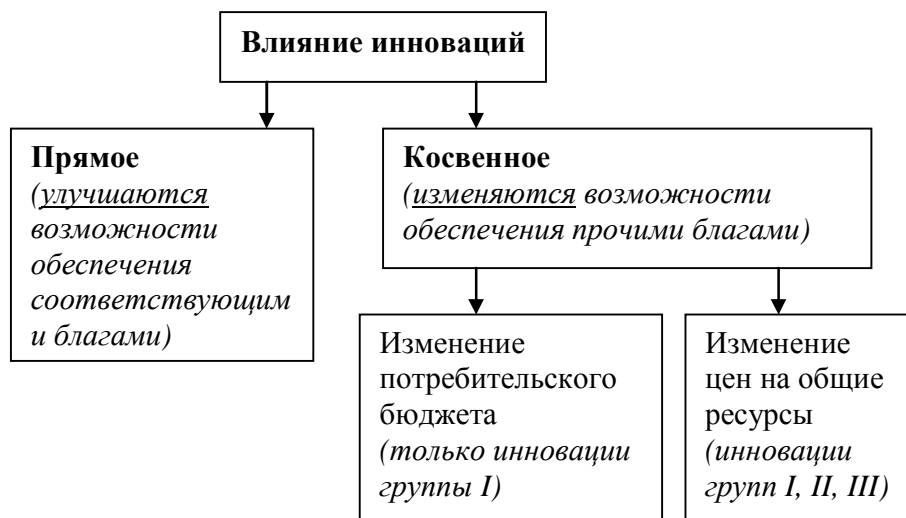 Влияние инноваций
Прямое
(улучшаются
возможности
обеспечения
соответствующим
и благами)
Косвенное
(изменяются возможности
обеспечения прочими благами)
Изменение
потребительского
бюджета
(только инновации
группы I)
Изменение
цен на общие
ресурсы
(инновации
групп I, II, III)